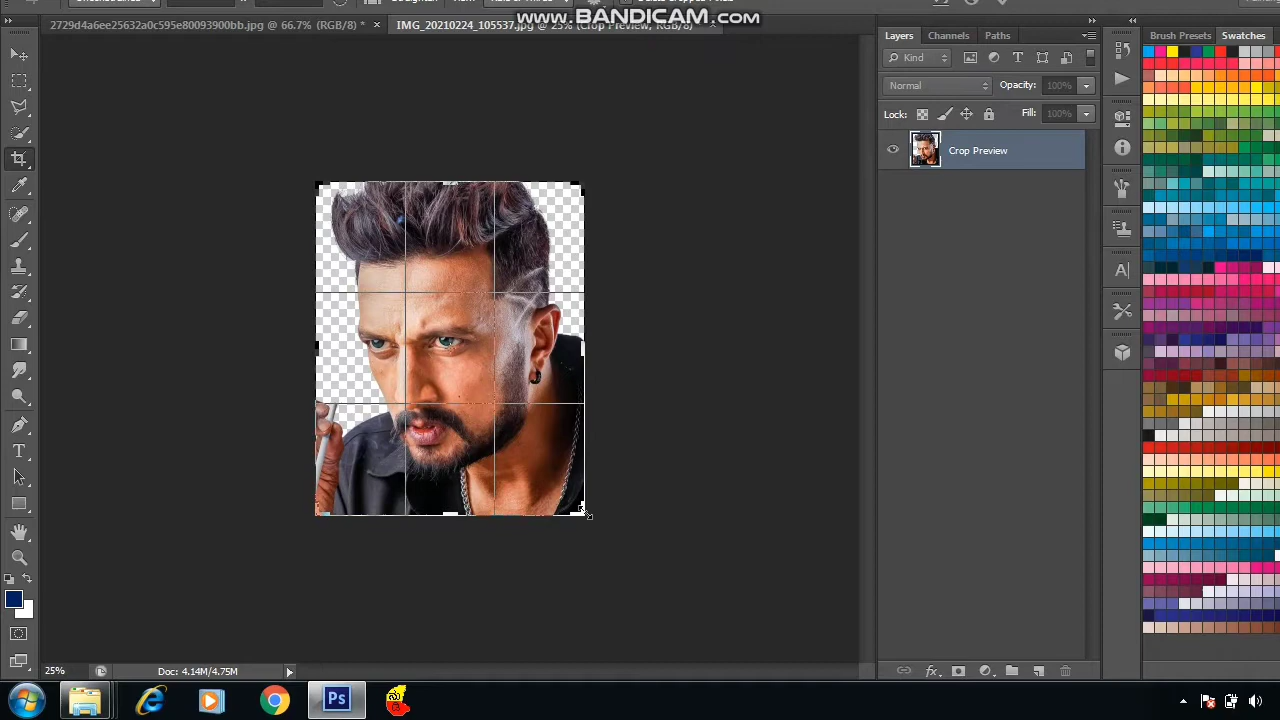 www.BANDICAM.com
2729d4a6ee25632a0c595e80093900bb.jpg @ 66.7% (RGB/8) * ×
IMG_20210224_105537.jpg @ 25% (Crop Preview, RGB/8)
Layers Channels Paths
Brush Presets Swatches
Kind
Normal Opacity: 100%
Lock: Fill: 100%
Crop Preview
25% Doc: 4.14M/4.75M
Ps